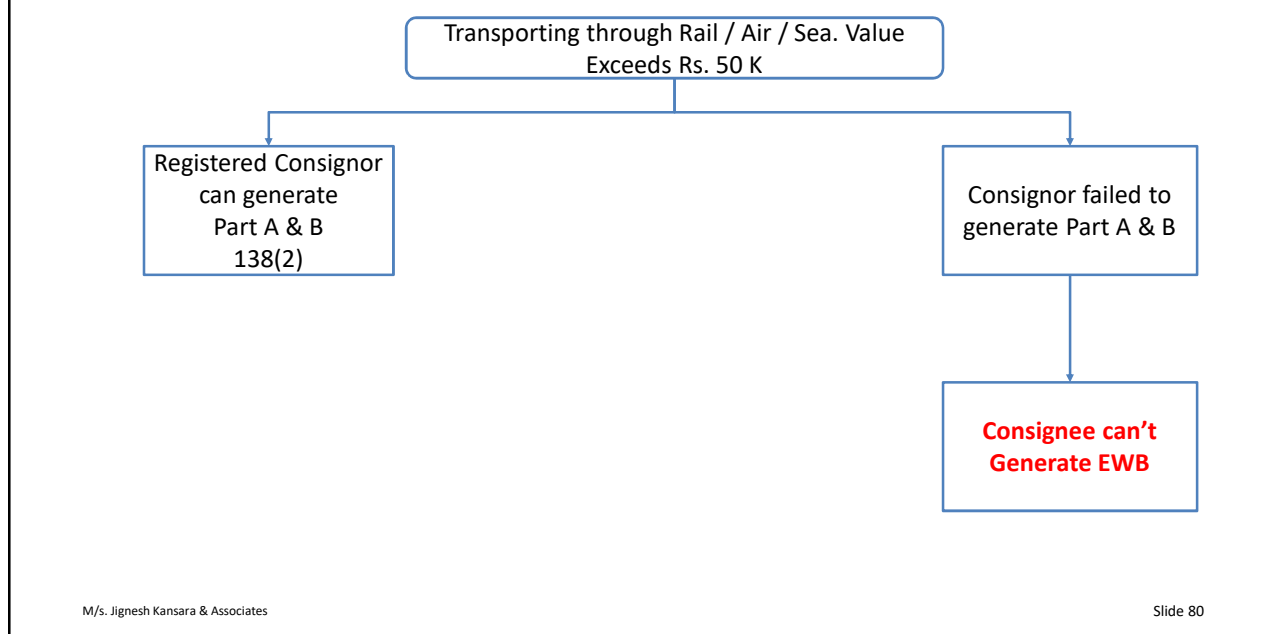 Transporting through Rail / Air / Sea. Value
Exceeds Rs. 50 K
Registered Consignor
can generate
Part A & B
138(2)
Consignor failed to
generate Part A & B
Consignee can’t
Generate EWB
M/s. Jignesh Kansara & Associates
Slide 80